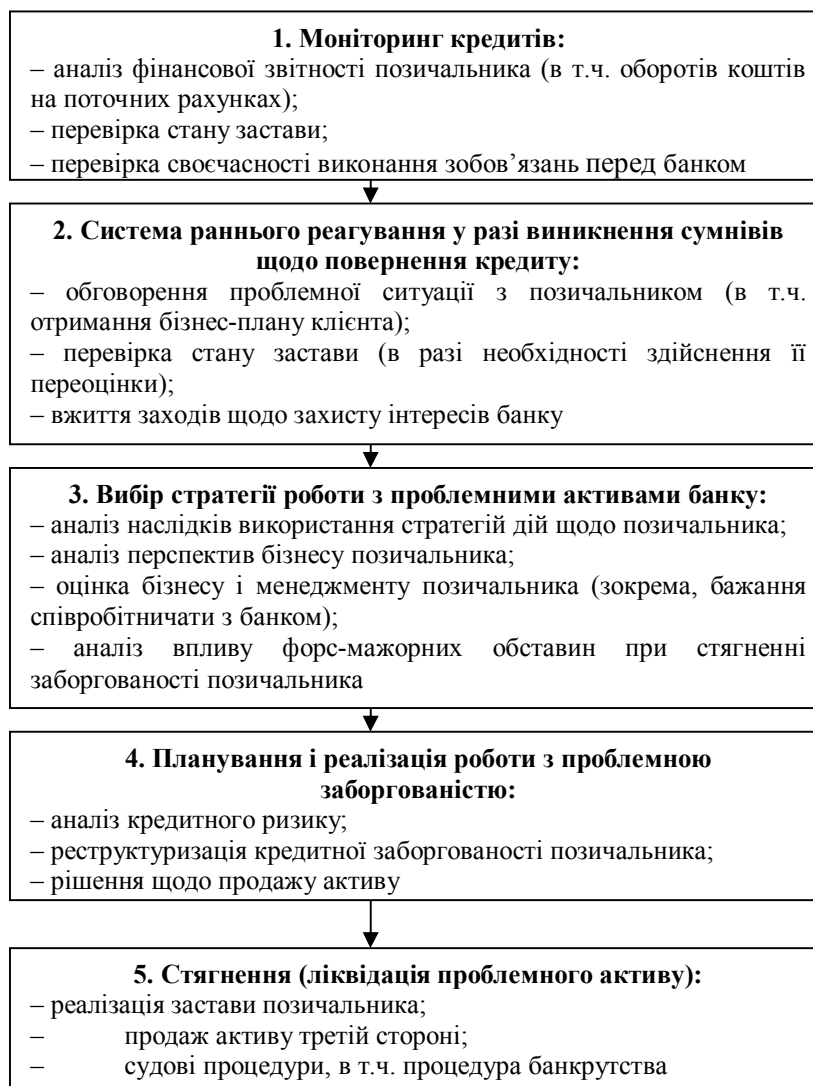 1. Моніторинг кредитів:
– аналіз фінансової звітності позичальника (в т.ч. оборотів коштів
на поточних рахунках);
– перевірка стану застави;
– перевірка своєчасності виконання зобов’язань перед банком
2. Система раннього реагування у разі виникнення сумнівів
щодо повернення кредиту:
– обговорення проблемної ситуації з позичальником (в т.ч.
отримання бізнес-плану клієнта);
– перевірка стану застави (в разі необхідності здійснення її
переоцінки);
– вжиття заходів щодо захисту інтересів банку
3. Вибір стратегії роботи з проблемними активами банку:
– аналіз наслідків використання стратегій дій щодо позичальника;
– аналіз перспектив бізнесу позичальника;
– оцінка бізнесу і менеджменту позичальника (зокрема, бажання
співробітничати з банком);
– аналіз впливу форс-мажорних обставин при стягненні
заборгованості позичальника
4. Планування і реалізація роботи з проблемною
заборгованістю:
– аналіз кредитного ризику;
– реструктуризація кредитної заборгованості позичальника;
– рішення щодо продажу активу
5. Стягнення (ліквідація проблемного активу):
– реалізація застави позичальника;
– продаж активу третій стороні;
– судові процедури, в т.ч. процедура банкрутства